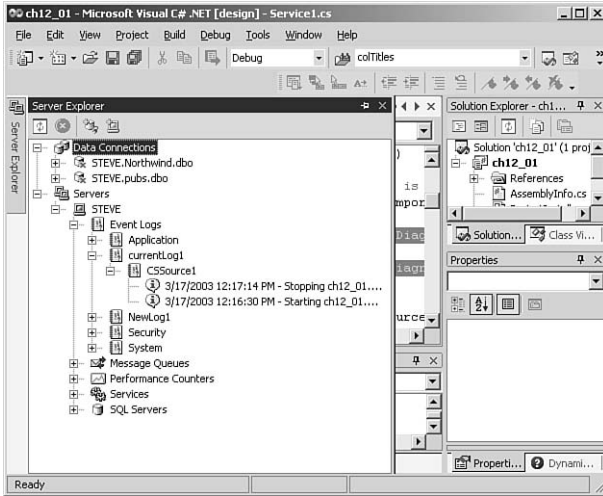 ch12_01 - Microsoft Visual C# .NET [design] - Service1.cs
File Edit View Project Build Debug Tools Window Help
Debug colTitles
Server Explorer
Server Explorer
Data Connections
STEVE.Northwind.dbo
STEVE.pubs.dbo
Servers
STEVE
Event Logs
Application
currentLog1
CSSource1
3/17/2003 12:17:14 PM - Stopping ch12_01....
3/17/2003 12:16:30 PM - Starting ch12_01....
NewLog1
Security
System
Message Queues
Performance Counters
Services
SQL Servers
)
is
mpor
Diag
iagn
urce
Solution Explorer - ch1...
Solution 'ch12_01' (1 proj
ch12_01
References
AssemblyInfo.cs
Solution... Class Vi...
Properties
Properti... Dynami...
Ready